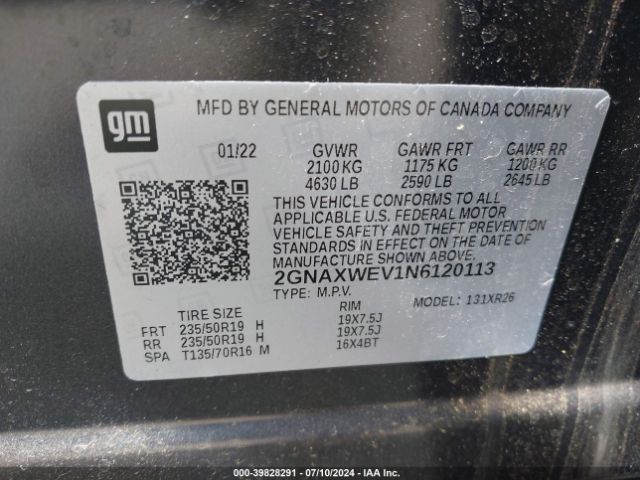 gm
MFD BY GENERAL MOTORS OF CANADA COMPANY
01/22 GVWR GAWR FRT GAWR RR
2100 KG 1175 KG 1200 KG
4630 LB 2590 LB 2645 LB
THIS VEHICLE CONFORMS TO ALL
APPLICABLE U.S. FEDERAL MOTOR
VEHICLE SAFETY AND THEFT PREVENTION
STANDARDS IN EFFECT ON THE DATE OF
MANUFACTURE SHOWN ABOVE.
2GNAXWEV1N6120113
TYPE: M.P.V. MODEL: 131XR26
TIRE SIZE RIM
FRT 235/50R19 H 19X7.5J
RR 235/50R19 H 19X7.5J
SPA T135/70R16 M 16X4BT
000-39828291 - 07/10/2024 - IAA Inc.